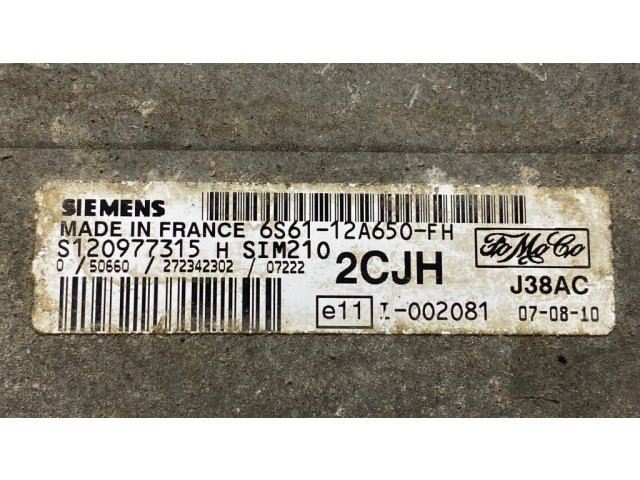 SIEMENS
MADE IN FRANCE 6S61-12A650-FH
S120977315 H SIM210
0 / 50660 / 272342302 / 07222
2CJH
FoMoCo
J38AC
e11 I-002081 07-08-10